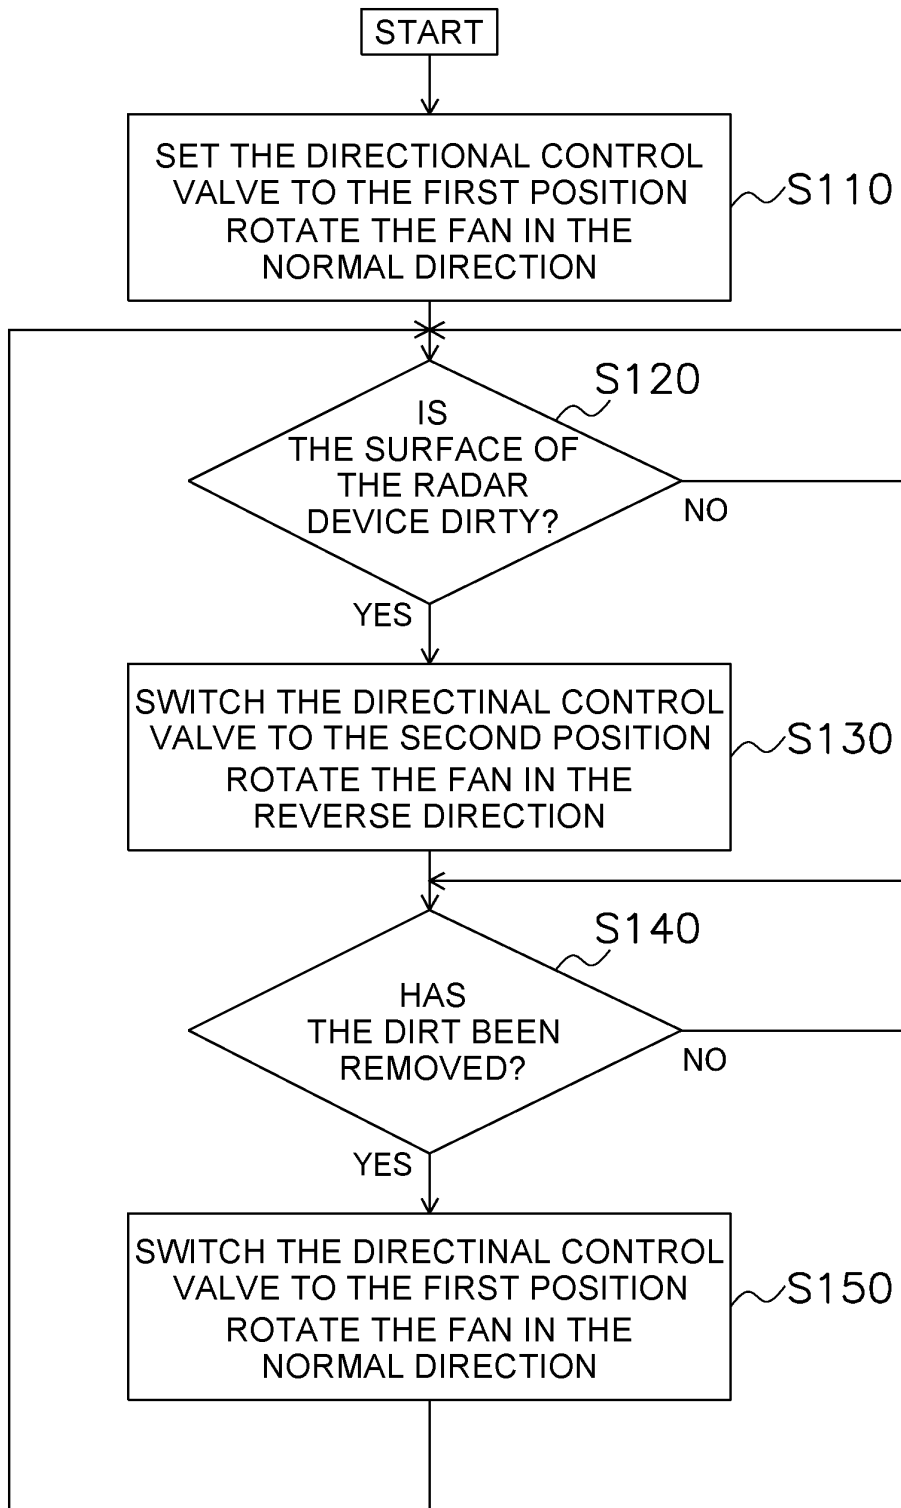 START
SET THE DIRECTIONAL CONTROL
VALVE TO THE FIRST POSITION
ROTATE THE FAN IN THE
NORMAL DIRECTION
S110
S120
IS
THE SURFACE OF
THE RADAR
DEVICE DIRTY?
NO
YES
SWITCH THE DIRECTINAL CONTROL
VALVE TO THE SECOND POSITION
ROTATE THE FAN IN THE
REVERSE DIRECTION
S130
S140
HAS
THE DIRT BEEN
REMOVED?
NO
YES
SWITCH THE DIRECTINAL CONTROL
VALVE TO THE FIRST POSITION
ROTATE THE FAN IN THE
NORMAL DIRECTION
S150